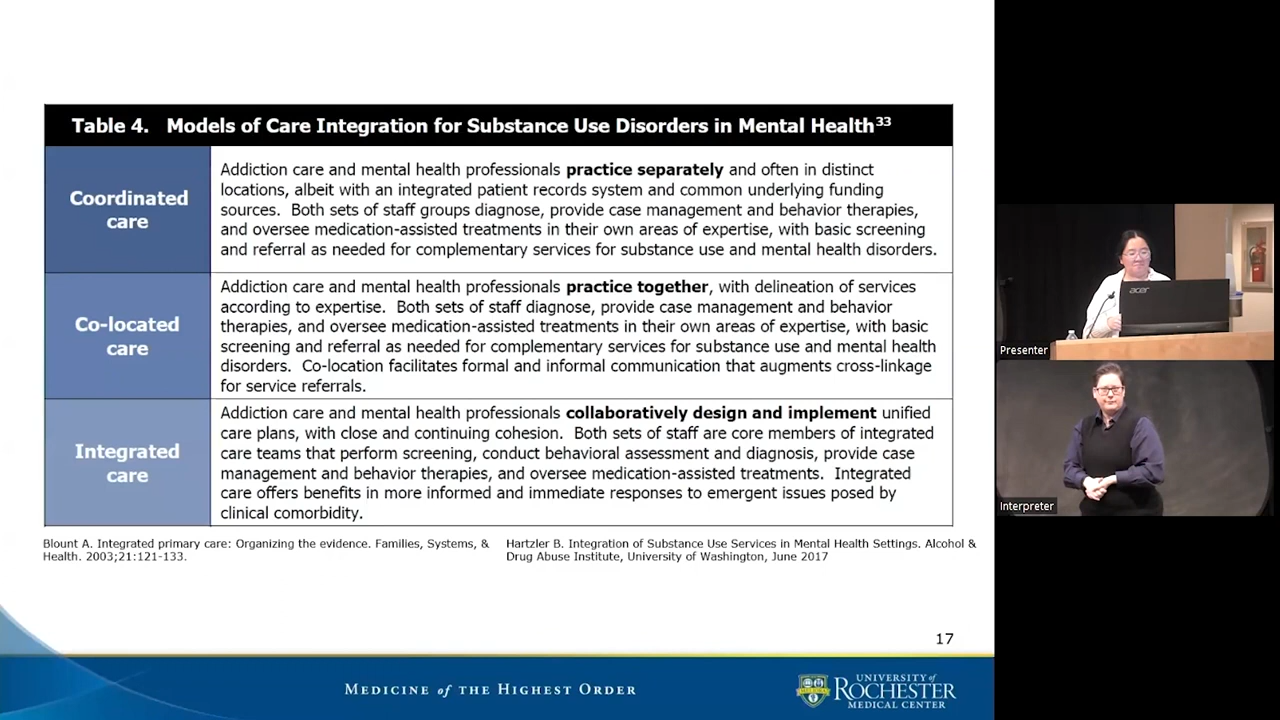 Table 4. Models of Care Integration for Substance Use Disorders in Mental Health33
Coordinated
care
Addiction care and mental health professionals practice separately and often in distinct
locations, albeit with an integrated patient records system and common underlying funding
sources. Both sets of staff groups diagnose, provide case management and behavior therapies,
and oversee medication-assisted treatments in their own areas of expertise, with basic screening
and referral as needed for complementary services for substance use and mental health disorders.
Co-located
care
Addiction care and mental health professionals practice together, with delineation of services
according to expertise. Both sets of staff diagnose, provide case management and behavior
therapies, and oversee medication-assisted treatments in their own areas of expertise, with basic
screening and referral as needed for complementary services for substance use and mental health
disorders. Co-location facilitates formal and informal communication that augments cross-linkage
for service referrals.
Integrated
care
Addiction care and mental health professionals collaboratively design and implement unified
care plans, with close and continuing cohesion. Both sets of staff are core members of integrated
care teams that perform screening, conduct behavioral assessment and diagnosis, provide case
management and behavior therapies, and oversee medication-assisted treatments. Integrated
care offers benefits in more informed and immediate responses to emergent issues posed by
clinical comorbidity.
Blount A. Integrated primary care: Organizing the evidence. Families, Systems, &
Health. 2003;21:121-133.
Hartzler B. Integration of Substance Use Services in Mental Health Settings. Alcohol &
Drug Abuse Institute, University of Washington, June 2017
17
MEDICINE of THE HIGHEST ORDER
MELIORA
UNIVERSITY of
ROCHESTER
MEDICAL CENTER
acer
Presenter
Interpreter